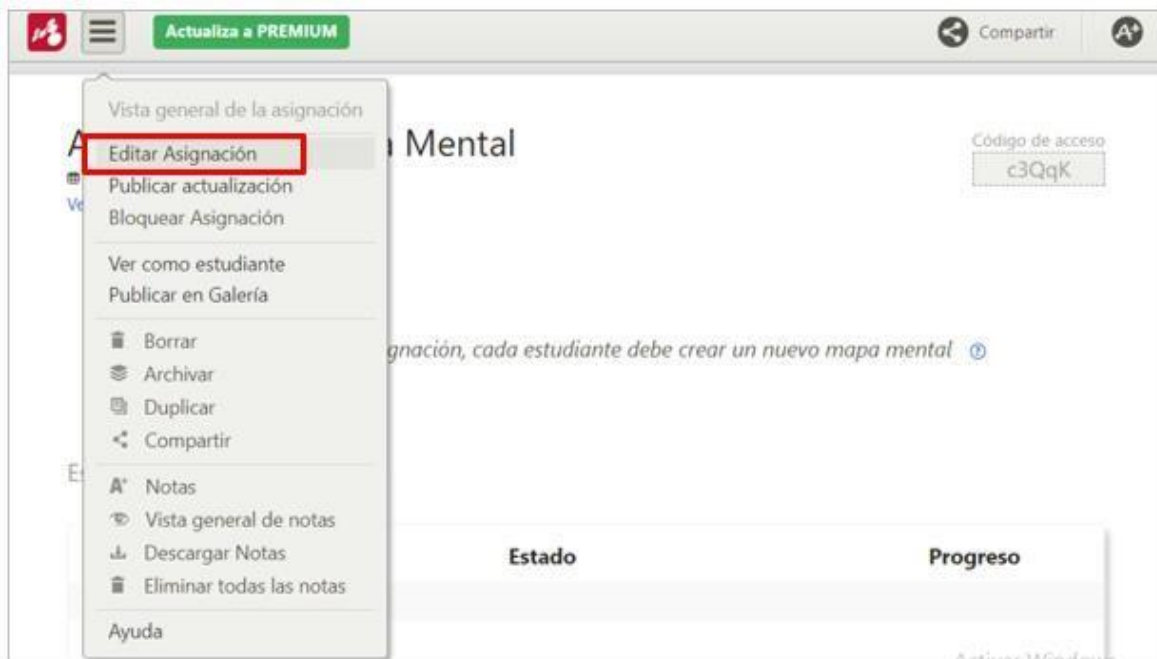 Actualiza a PREMIUM
Compartir
A+
Vista general de la asignación
A
Mental
Código de acceso
Editar Asignación
c3QqK
Publicar actualización
Ve
Bloquear Asignación
Ver como estudiante
Publicar en Galería
Borrar
gnación, cada estudiante debe crear un nuevo mapa mental ?
Archivar
Duplicar
Compartir
A+ Notas
Vista general de notas
Estado
Progreso
Descargar Notas
Eliminar todas las notas
Ayuda